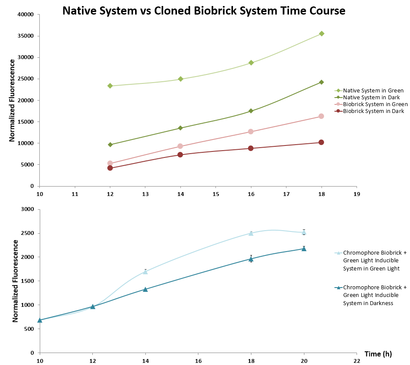 Native System vs Cloned Biobrick System Time Course
Normalized Fluorescence
40000
35000
30000
25000
20000
15000
10000
5000
0
10 11 12 13 14 15 16 17 18 19
Native System in Green
Native System in Dark
Biobrick System in Green
Biobrick System in Dark
Normalized Fluorescence
3000
2500
2000
1500
1000
500
0
10 12 14 16 18 20 22
Chromophore Biobrick +
Green Light Inducible
System in Green Light
Chromophore Biobrick +
Green Light Inducible
System in Darkness
Time (h)